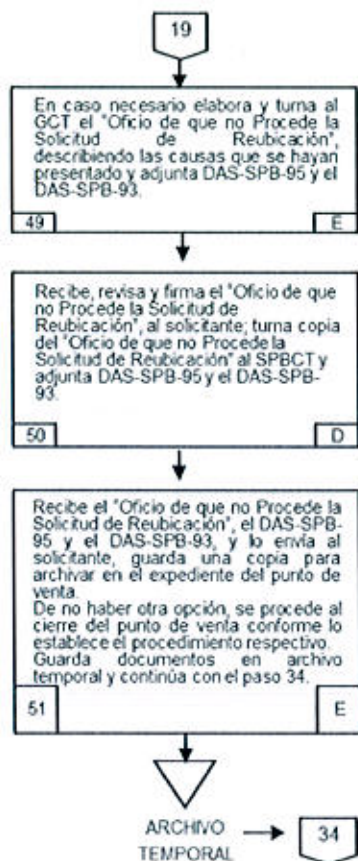 19
En caso necesario elabora y turna al
GCT el "Oficio de que no Procede la
Solicitud de Reubicación",
describiendo las causas que se hayan
presentado y adjunta DAS-SPB-95 y el
DAS-SPB-93.
49 E
Recibe, revisa y firma el "Oficio de que
no Procede la Solicitud de
Reubicación", al solicitante; turna copia
del "Oficio de que no Procede la
Solicitud de Reubicación" al SPBCT y
adjunta DAS-SPB-95 y el DAS-SPB-
93.
50 D
Recibe el "Oficio de que no Procede la
Solicitud de Reubicación", el DAS-SPB-
95 y el DAS-SPB-93, y lo envía al
solicitante, guarda una copia para
archivar en el expediente del punto de
venta.
De no haber otra opción, se procede al
cierre del punto de venta conforme lo
establece el procedimiento respectivo.
Guarda documentos en archivo
temporal y continúa con el paso 34.
51 E
ARCHIVO
TEMPORAL
34